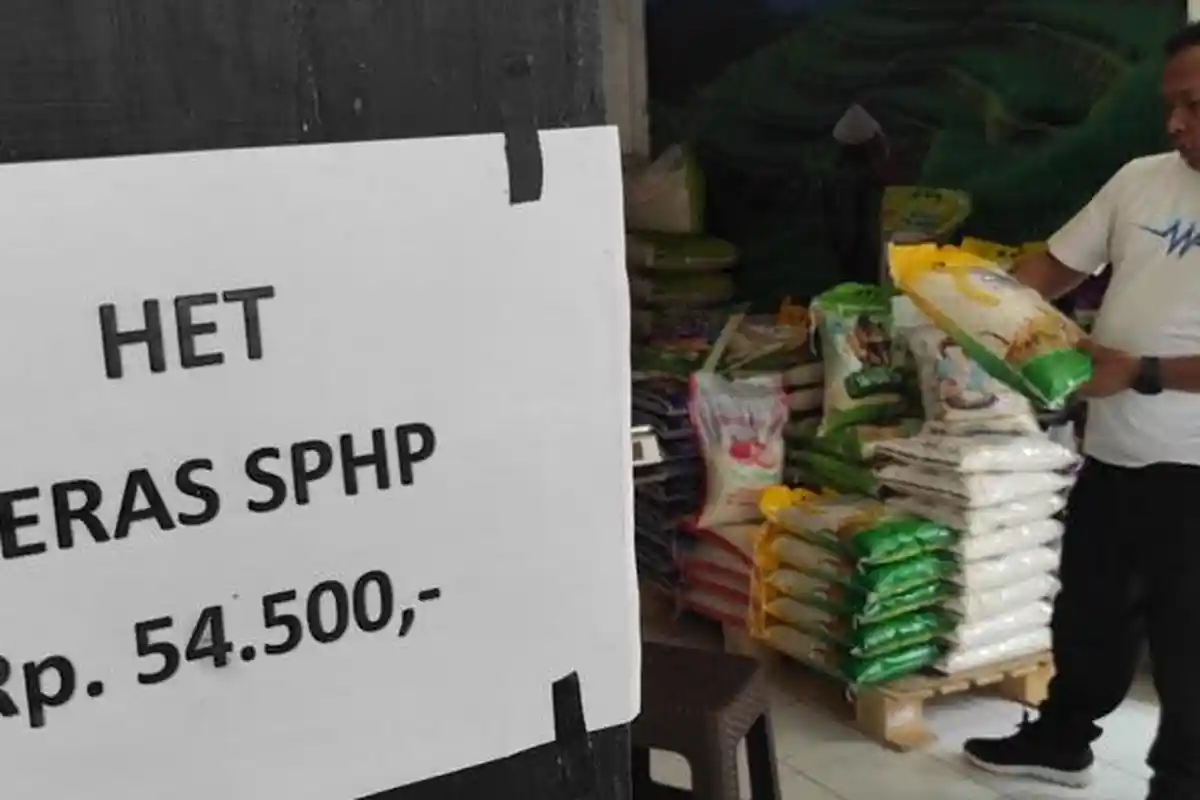 HET
ERAS SPHP
Rp. 54.500,-